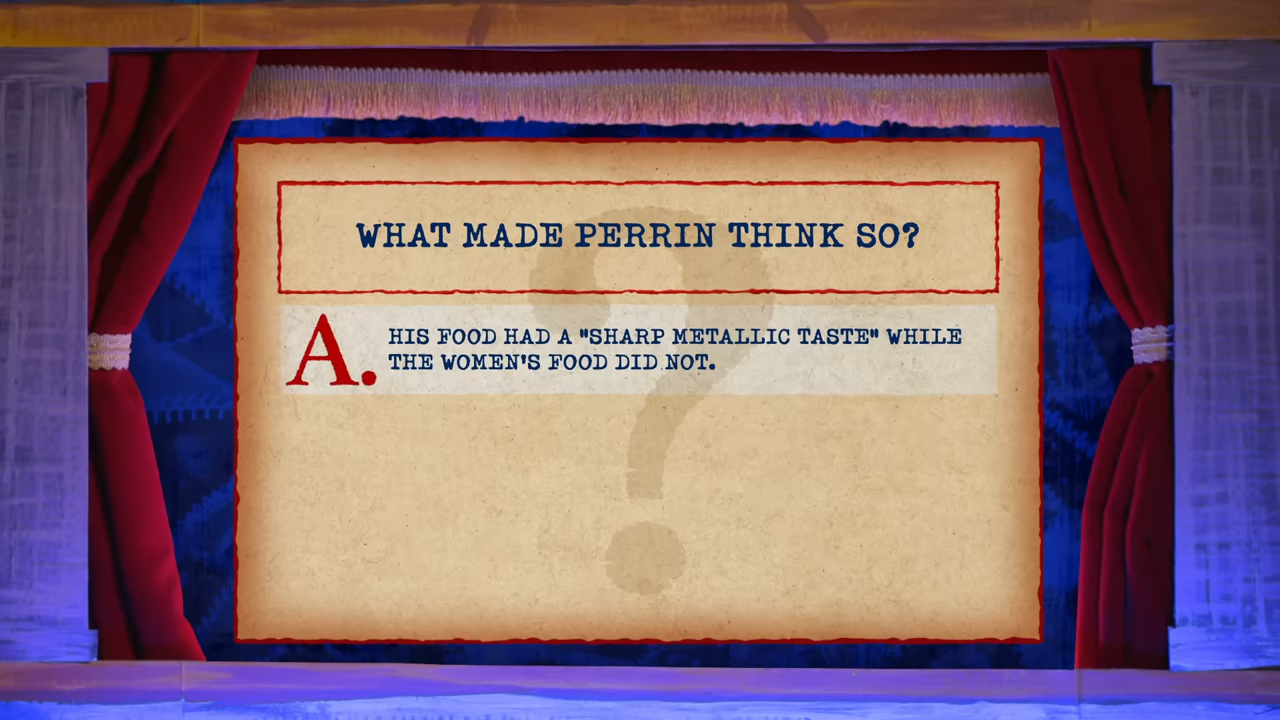 WHAT MADE PERRIN THINK SO?
A. HIS FOOD HAD A "SHARP METALLIC TASTE" WHILE
THE WOMEN'S FOOD DID NOT.